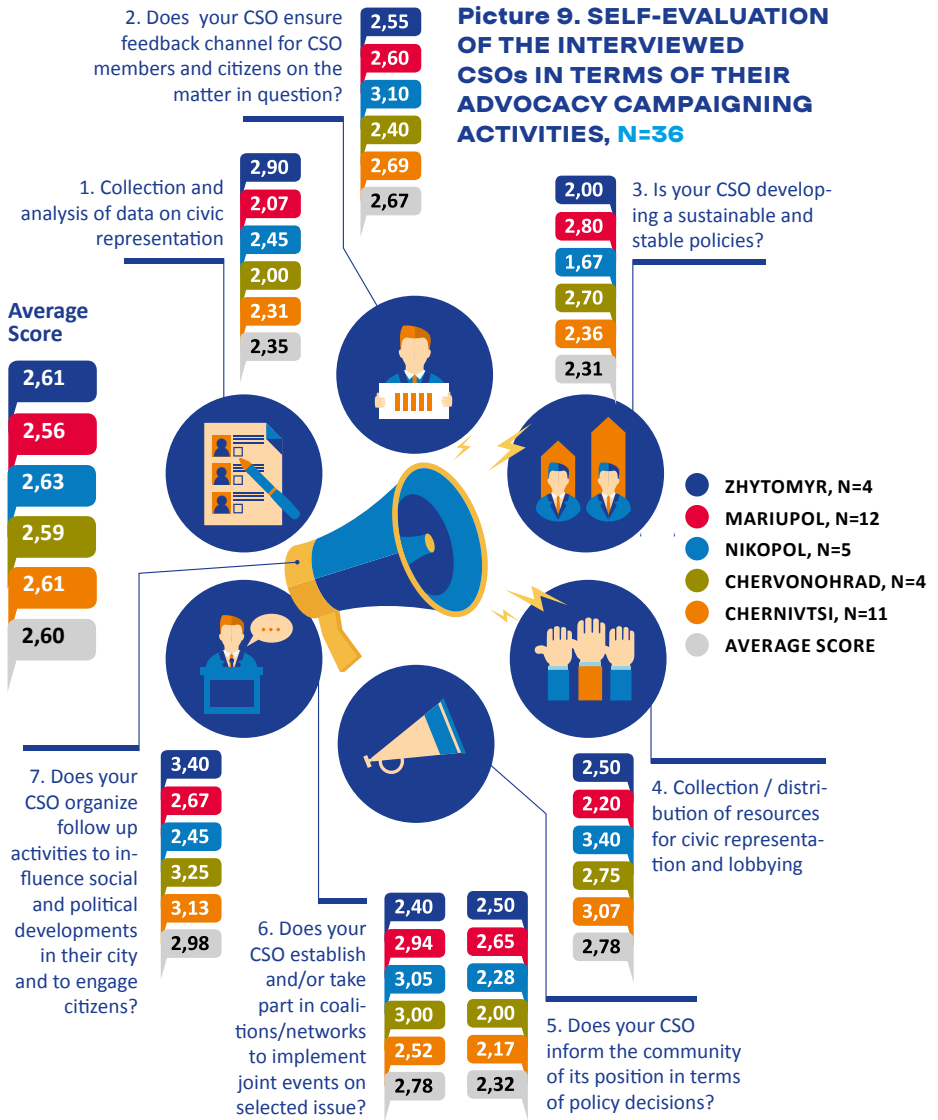 Picture 9. SELF-EVALUATION
OF THE INTERVIEWED
CSOs IN TERMS OF THEIR
ADVOCACY CAMPAIGNING
ACTIVITIES, N=36
2. Does your CSO ensure
feedback channel for CSO
members and citizens on the
matter in question?
2,55
2,60
3,10
2,40
2,69
2,67
1. Collection and
analysis of data on civic
representation
2,90
2,07
2,45
2,00
2,31
2,35
3. Is your CSO develop-
ing a sustainable and
stable policies?
2,00
2,80
1,67
2,70
2,36
2,31
Average
Score
2,61
2,56
2,63
2,59
2,61
2,60
ZHYTOMYR, N=4
MARIUPOL, N=12
NIKOPOL, N=5
CHERVONOHRAD, N=4
CHERNIVTSI, N=11
AVERAGE SCORE
7. Does your
CSO organize
follow up
activities to in-
fluence social
and political
developments
in their city
and to engage
citizens?
3,40
2,67
2,45
3,25
3,13
2,98
6. Does your
CSO establish
and/or take
part in coali-
tions/networks
to implement
joint events on
selected issue?
2,40
2,94
3,05
3,00
2,52
2,78
2,50
2,65
2,28
2,00
2,17
2,32
5. Does your CSO
inform the community
of its position in terms
of policy decisions?
2,50
2,20
3,40
2,75
3,07
2,78
4. Collection / distri-
bution of resources
for civic representa-
tion and lobbying